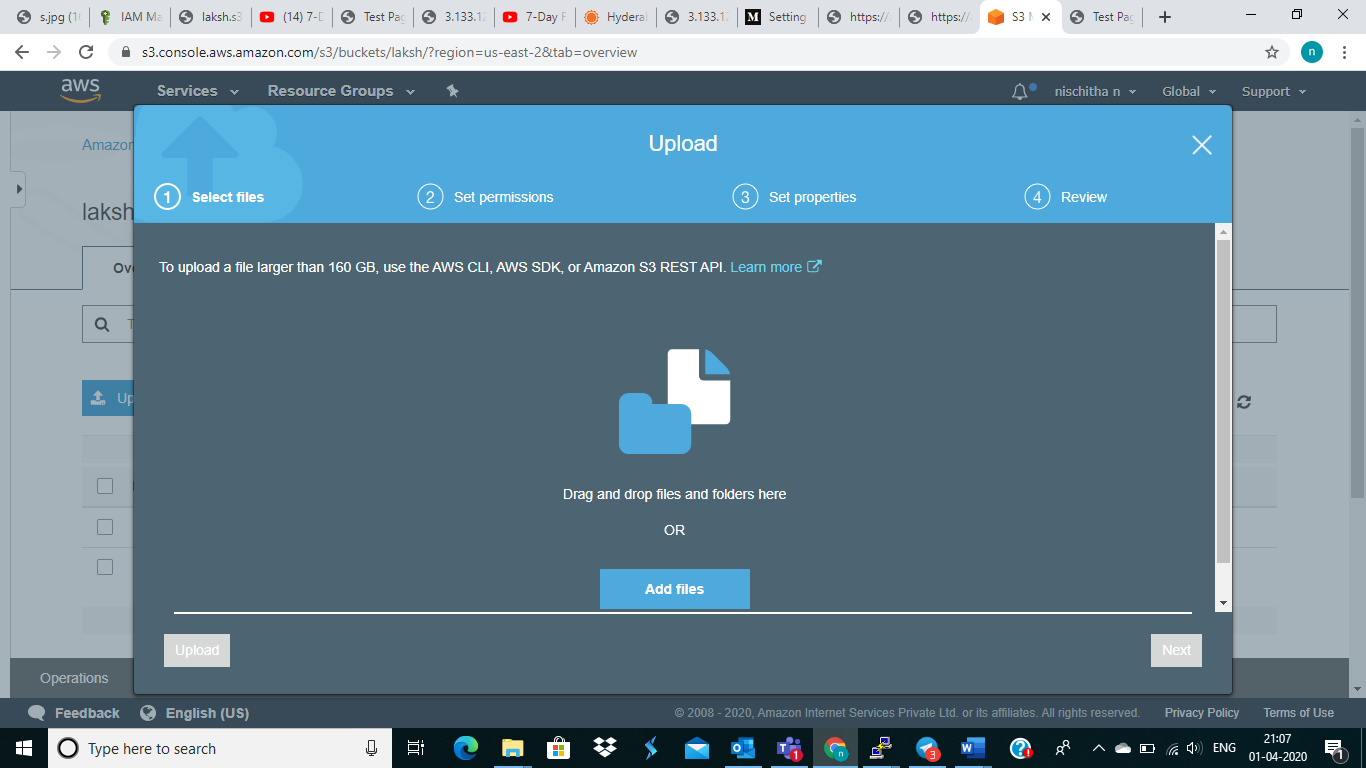 s.jpg (1
IAM Ma
laksh.s3
(14) 7-D
Test Pag
3.133.12
7-Day F
Hyderal
3.133.12
Setting
https://
https://
S3 M
Test Pag
s3.console.aws.amazon.com/s3/buckets/laksh/?region=us-east-2&tab=overview
n
aws
Services
Resource Groups
nischitha n
Global
Support
Amazon
laksh
Ove
T
Up
Upload
1 Select files
2 Set permissions
3 Set properties
4 Review
To upload a file larger than 160 GB, use the AWS CLI, AWS SDK, or Amazon S3 REST API. Learn more
Drag and drop files and folders here
OR
Add files
Upload
Next
Operations
Feedback
English (US)
© 2008 - 2020, Amazon Internet Services Private Ltd. or its affiliates. All rights reserved.
Privacy Policy
Terms of Use
Type here to search
1
n
3
ENG
21:07
01-04-2020
1